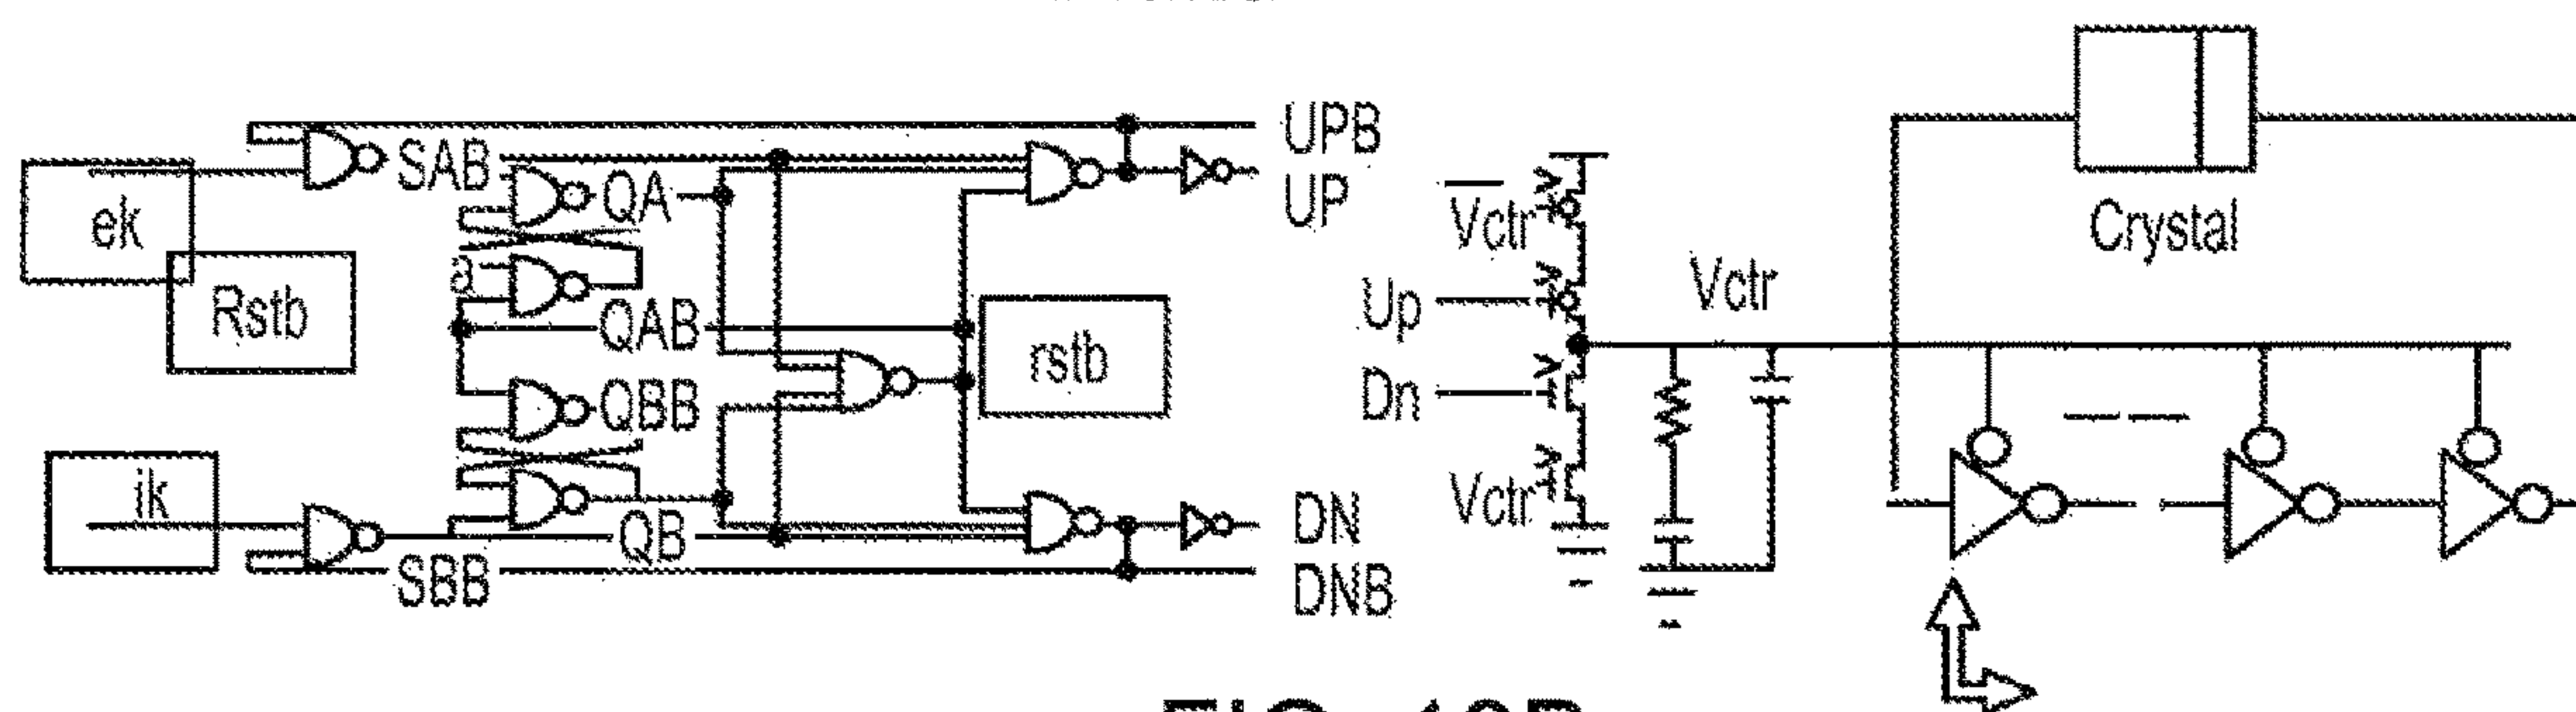 UPB
SAB
UP
QA
Vctr
Crystal
ek
a
Rstb
QAB
rstb
Up
Vctr
QBB
Dn
ik
Vctr
QB
DN
SBB
DNB